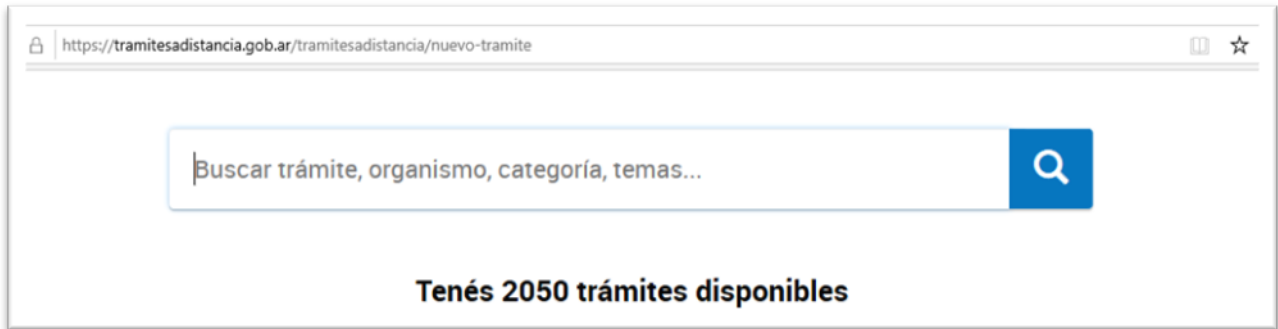 https://tramitesadistancia.gob.ar/tramitesadistancia/nuevo-tramite
Buscar trámite, organismo, categoría, temas...
Tenés 2050 trámites disponibles